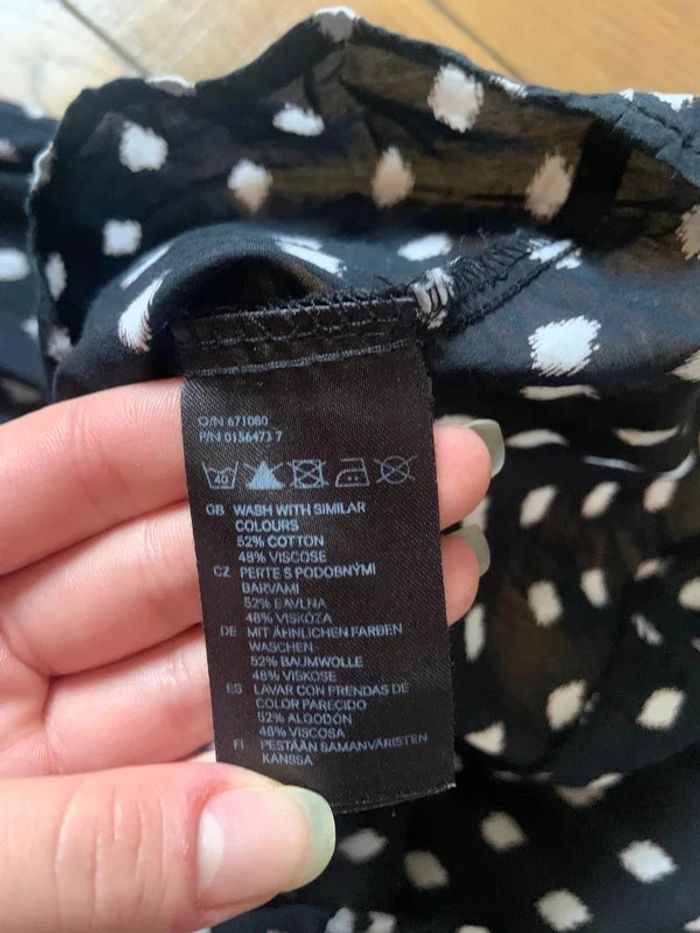 O/N 671080
P/N 0156473 7
40
GB WASH WITH SIMILAR
COLOURS
52% COTTON
48% VISCOSE
CZ PERTE S PODOBNÝMI
BARVAMI
52% BAVLNA
48% VISKÓZA
DE MIT ÄHNLICHEN FARBEN
WASCHEN
52% BAUMWOLLE
48% VISKOSE
ES LAVAR CON PRENDAS DE
COLOR PARECIDO
52% ALGODÓN
48% VISCOSA
FI PESTÄÄN SAMANVÄRISTEN
KANSSA